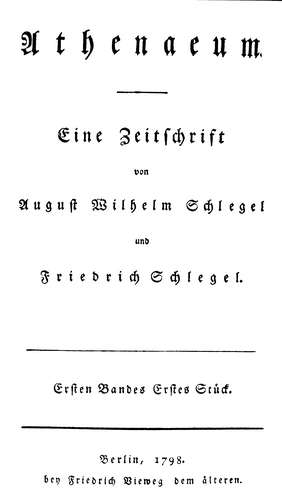 Athenaeum.
Eine Zeitschrift
von
August Wilhelm Schlegel
und
Friedrich Schlegel.
Ersten Bandes Erstes Stück.
Berlin, 1798.
bey Friedrich Vieweg dem älteren.